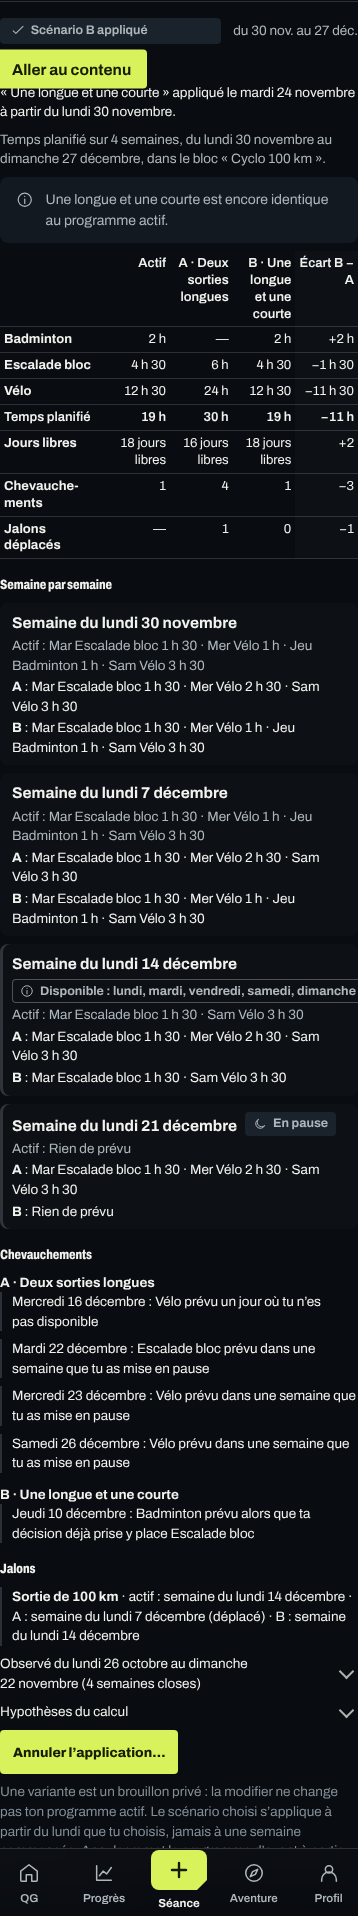 Scénario B appliqué
du 30 nov. au 27 déc.
Aller au contenu
« Une longue et une courte » appliqué le mardi 24 novembre
à partir du lundi 30 novembre.
Temps planifié sur 4 semaines, du lundi 30 novembre au
dimanche 27 décembre, dans le bloc « Cyclo 100 km ».
Une longue et une courte est encore identique
au programme actif.
Actif A · Deux sorties longues B · Une longue et une courte Écart B – A
Badminton 2 h — 2 h +2 h
Escalade bloc 4 h 30 6 h 4 h 30 −1 h 30
Vélo 12 h 30 24 h 12 h 30 −11 h 30
Temps planifié 19 h 30 h 19 h −11 h
Jours libres 18 jours libres 16 jours libres 18 jours libres +2
Chevauche-
ments 1 4 1 −3
Jalons
déplacés — 1 0 −1
Semaine par semaine
Semaine du lundi 30 novembre
Actif : Mar Escalade bloc 1 h 30 · Mer Vélo 1 h · Jeu
Badminton 1 h · Sam Vélo 3 h 30
A : Mar Escalade bloc 1 h 30 · Mer Vélo 2 h 30 · Sam
Vélo 3 h 30
B : Mar Escalade bloc 1 h 30 · Mer Vélo 1 h · Jeu
Badminton 1 h · Sam Vélo 3 h 30
Semaine du lundi 7 décembre
Actif : Mar Escalade bloc 1 h 30 · Mer Vélo 1 h · Jeu
Badminton 1 h · Sam Vélo 3 h 30
A : Mar Escalade bloc 1 h 30 · Mer Vélo 2 h 30 · Sam
Vélo 3 h 30
B : Mar Escalade bloc 1 h 30 · Mer Vélo 1 h · Jeu
Badminton 1 h · Sam Vélo 3 h 30
Semaine du lundi 14 décembre
Disponible : lundi, mardi, vendredi, samedi, dimanche
Actif : Mar Escalade bloc 1 h 30 · Sam Vélo 3 h 30
A : Mar Escalade bloc 1 h 30 · Mer Vélo 2 h 30 · Sam
Vélo 3 h 30
B : Mar Escalade bloc 1 h 30 · Sam Vélo 3 h 30
Semaine du lundi 21 décembre
En pause
Actif : Rien de prévu
A : Mar Escalade bloc 1 h 30 · Mer Vélo 2 h 30 · Sam
Vélo 3 h 30
B : Rien de prévu
Chevauchements
A · Deux sorties longues
Mercredi 16 décembre : Vélo prévu un jour où tu n’es
pas disponible
Mardi 22 décembre : Escalade bloc prévu dans une
semaine que tu as mise en pause
Mercredi 23 décembre : Vélo prévu dans une semaine que
tu as mise en pause
Samedi 26 décembre : Vélo prévu dans une semaine que
tu as mise en pause
B · Une longue et une courte
Jeudi 10 décembre : Badminton prévu alors que ta
décision déjà prise y place Escalade bloc
Jalons
Sortie de 100 km · actif : semaine du lundi 14 décembre ·
A : semaine du lundi 7 décembre (déplacé) · B : semaine
du lundi 14 décembre
Observé du lundi 26 octobre au dimanche
22 novembre (4 semaines closes)
Hypothèses du calcul
Annuler l’application…
Une variante est un brouillon privé : la modifier ne change
pas ton programme actif. Le scénario choisi s’applique à
partir du lundi que tu choisis, jamais à une semaine
QG
Progrès
Séance
Aventure
Profil